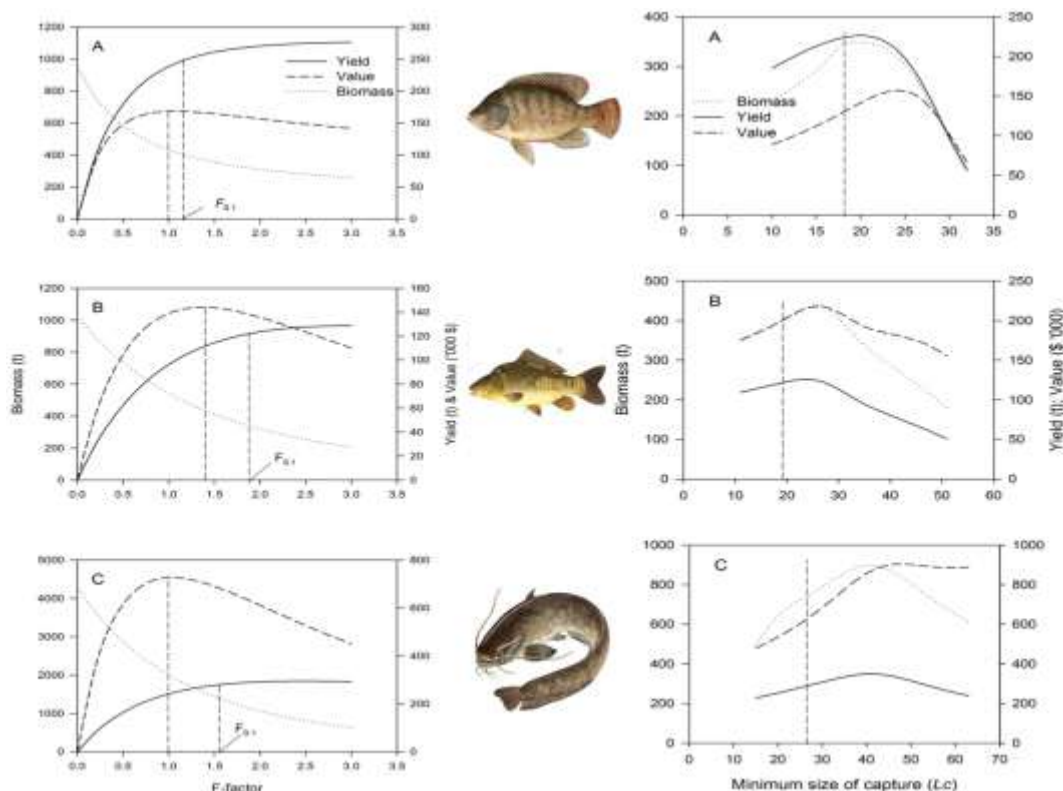 A
Yield
Value
Biomass
F0.1
1200
1000
800
600
400
200
0
300
250
200
150
100
50
0
0.0 0.5 1.0 1.5 2.0 2.5 3.0 3.5
A
Biomass
Yield
Value
400
300
200
100
0
250
200
150
100
50
0
0 5 10 15 20 25 30 35
B
F0.1
Biomass (t)
Yield (t) & Value ('000 $)
1200
1000
800
600
400
200
0
160
140
120
100
80
60
40
20
0
0.0 0.5 1.0 1.5 2.0 2.5 3.0 3.5
B
Biomass (t)
Yield (t); Value ($ '000)
500
400
300
200
100
0
250
200
150
100
50
0
0 10 20 30 40 50 60
C
F0.1
5000
4000
3000
2000
1000
0
800
600
400
200
0
0.0 0.5 1.0 1.5 2.0 2.5 3.0 3.5
F-factor
C
1000
800
600
400
200
0
1000
800
600
400
200
0
0 10 20 30 40 50 60 70
Minimum size of capture (Lc)